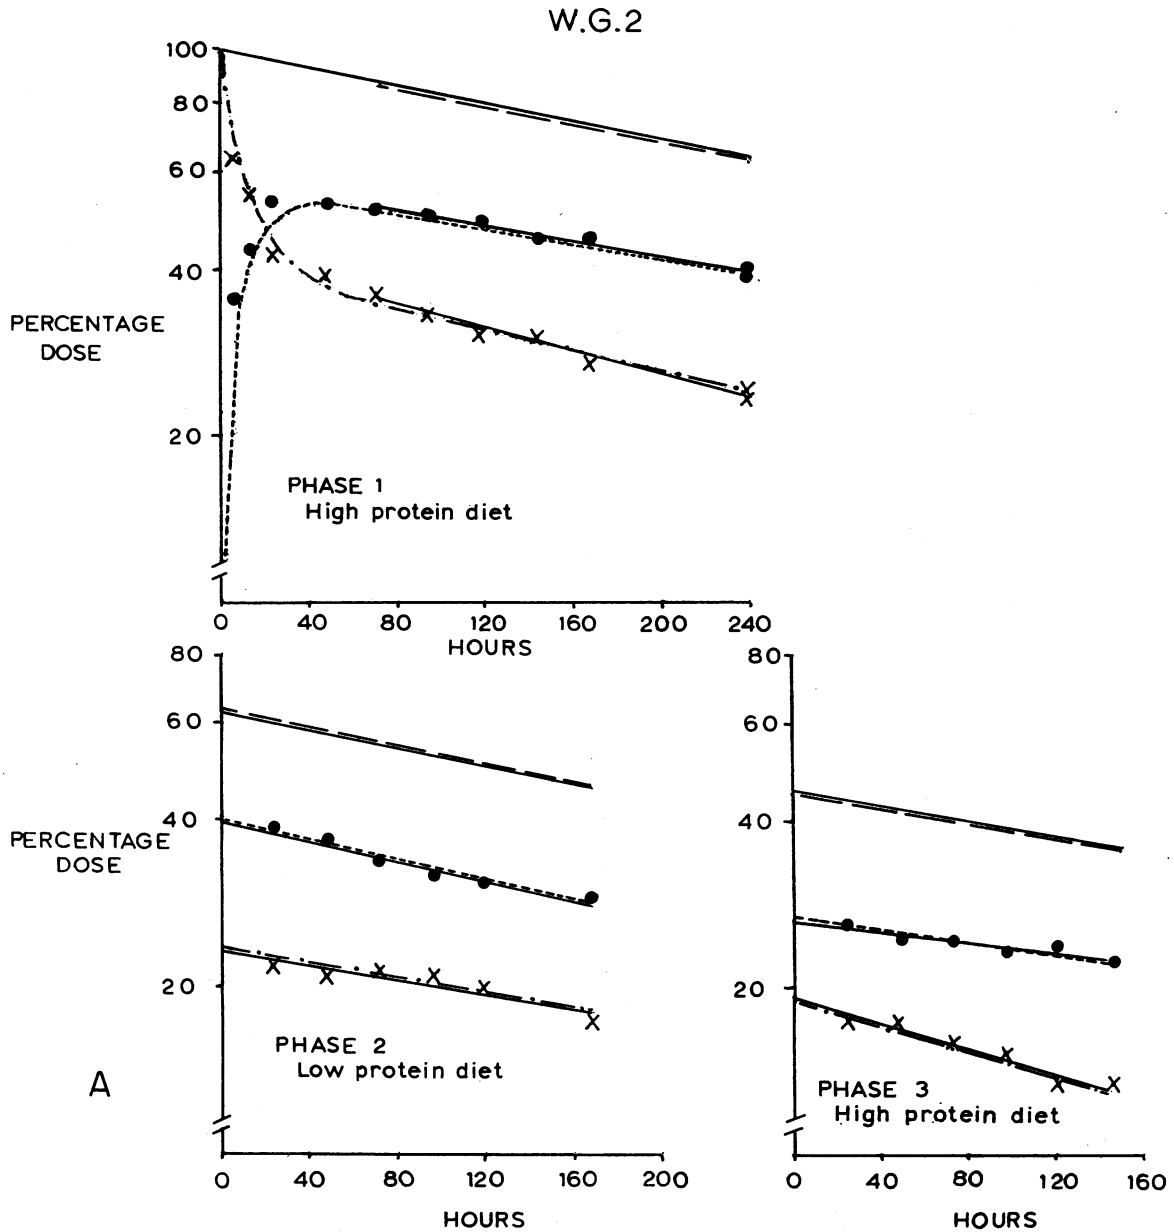 W.G.2
100
80
60
40
20
PERCENTAGE
DOSE
PHASE 1
High protein diet
0 40 80 120 160 200 240
HOURS
80
60
40
20
PERCENTAGE
DOSE
PHASE 2
Low protein diet
A
0 40 80 120 160 200
HOURS
80
60
40
20
PHASE 3
High protein diet
0 40 80 120 160
HOURS